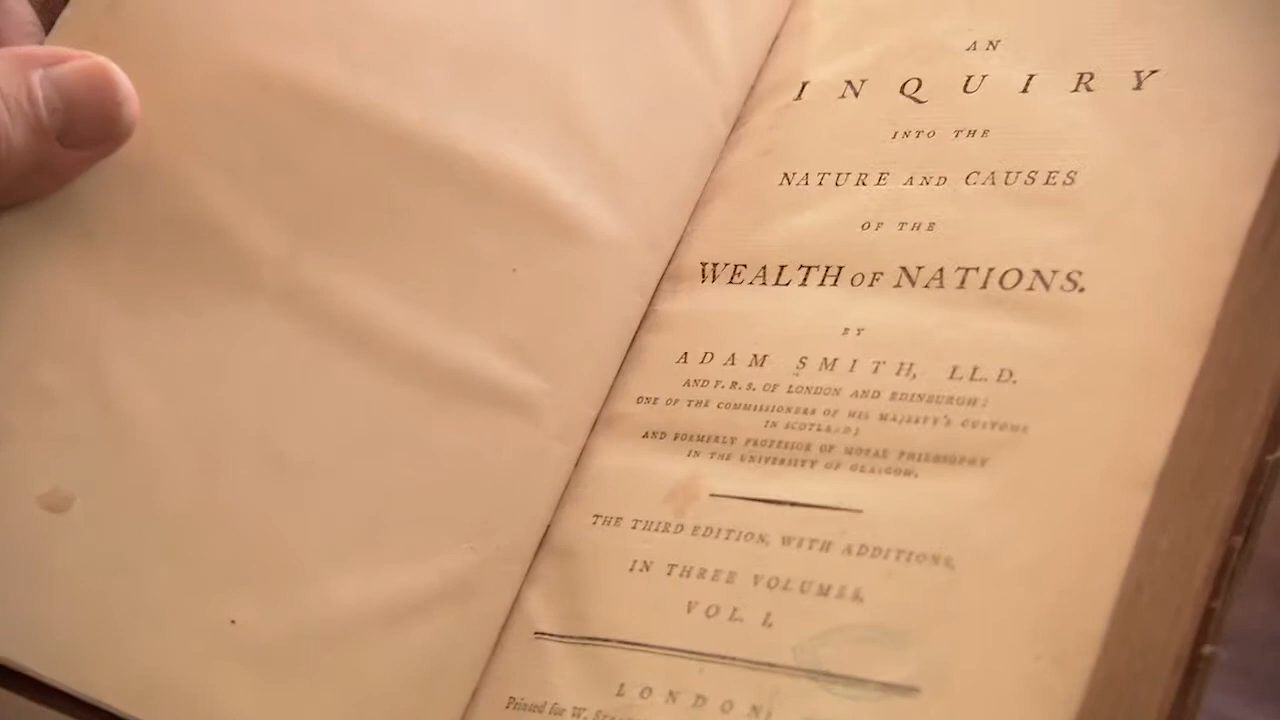 AN
INQUIRY
INTO THE
NATURE AND CAUSES
OF THE
WEALTH OF NATIONS.
BY
ADAM SMITH, LL.D.
AND F. R. S. OF LONDON AND EDINBURGH:
ONE OF THE COMMISSIONERS OF HIS MAJESTY'S CUSTOMS
IN SCOTLAND;
AND FORMERLY PROFESSOR OF MORAL PHILOSOPHY
IN THE UNIVERSITY OF GLASGOW.
THE THIRD EDITION, WITH ADDITIONS,
IN THREE VOLUMES.
VOL. I.
LONDON:
Printed for W.